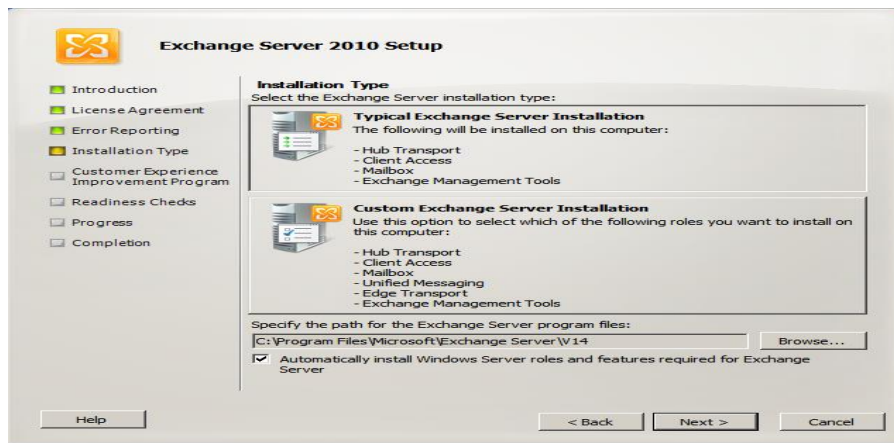 Exchange Server 2010 Setup
Introduction
License Agreement
Error Reporting
Installation Type
Customer Experience
Improvement Program
Readiness Checks
Progress
Completion
Installation Type
Select the Exchange Server installation type:
Typical Exchange Server Installation
The following will be installed on this computer:
- Hub Transport
- Client Access
- Mailbox
- Exchange Management Tools
Custom Exchange Server Installation
Use this option to select which of the following roles you want to install on
this computer:
- Hub Transport
- Client Access
- Mailbox
- Unified Messaging
- Edge Transport
- Exchange Management Tools
Specify the path for the Exchange Server program files:
C:\Program Files\Microsoft\Exchange Server\V14
Browse...
Automatically install Windows Server roles and features required for Exchange
Server
Help
< Back
Next >
Cancel